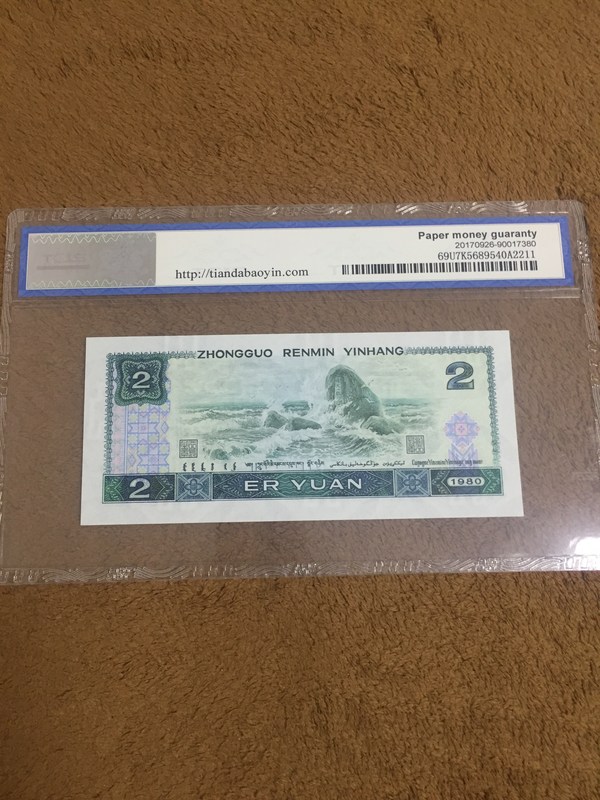 Paper money guaranty
20170926-90017380
http://tiandabaoyin.com
69U7K5689540A2211
ZHONGGUO RENMIN YINHANG
2
2
2
ER YUAN
1980